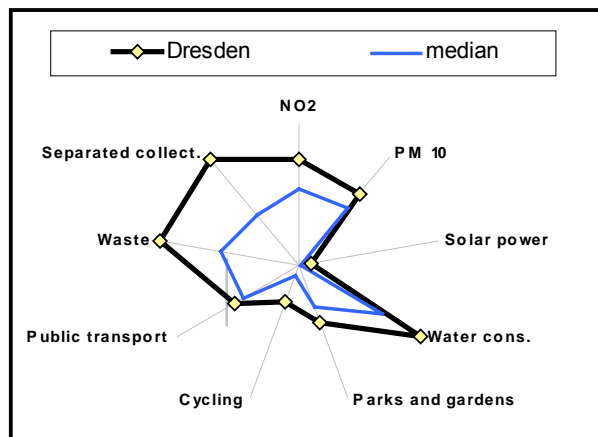 Dresden median
NO2
Separated collect. PM 10
Waste Solar power
Public transport Water cons.
Cycling Parks and gardens